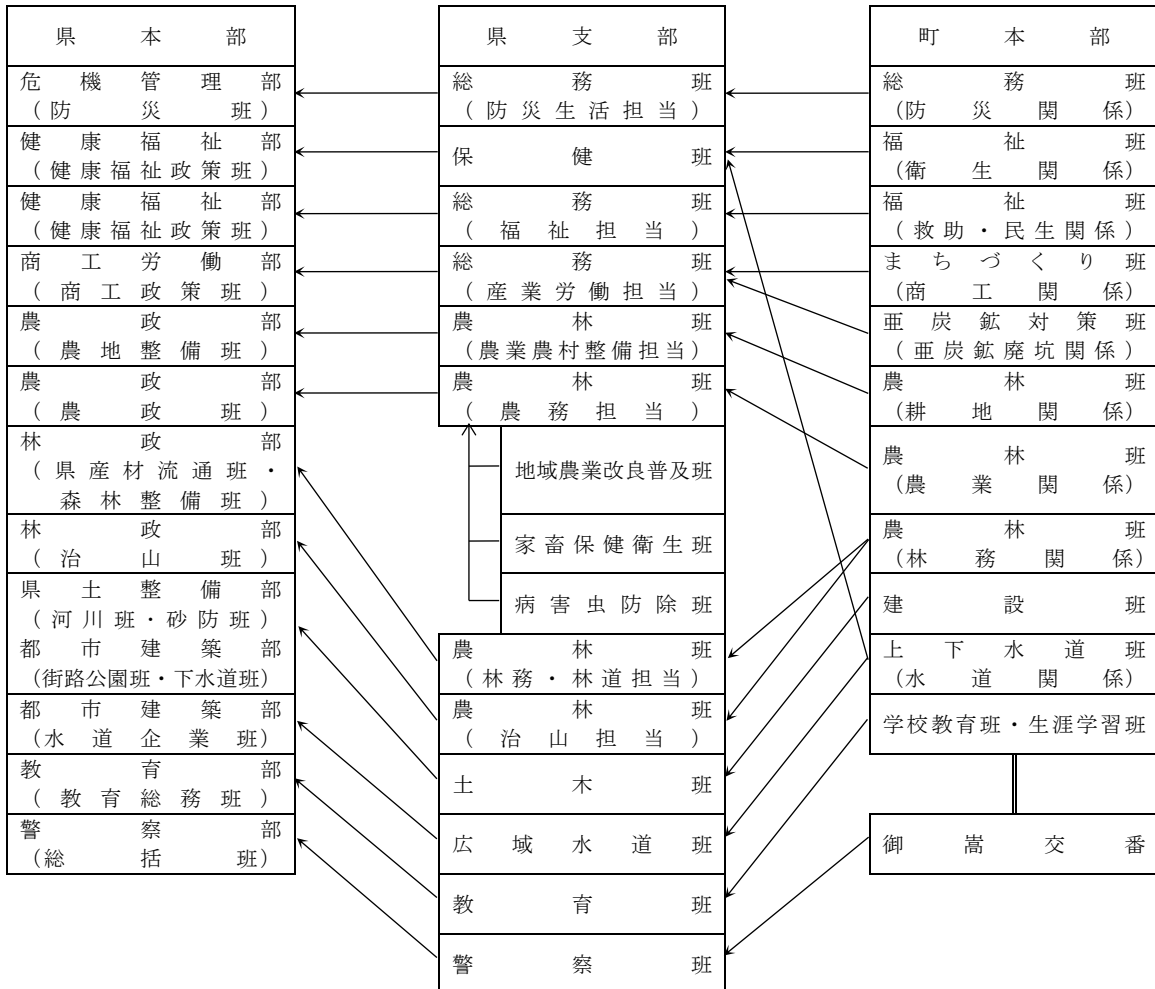 県本部
危機管理部
(防災班)
健康福祉部
(健康福祉政策班)
健康福祉部
(健康福祉政策班)
商工労働部
(商工政策班)
農政部
(農地整備班)
農政部
(農政班)
林政部
(県産材流通班・
森林整備班)
林政部
(治山班)
県土整備部
(河川班・砂防班)
都市建築部
(街路公園班・下水道班)
都市建築部
(水道企業班)
教育部
(教育総務班)
警察部
(総括班)
県支部
総務班
(防災生活担当)
保健班
総務班
(福祉担当)
総務班
(産業労働担当)
農林班
(農業農村整備担当)
農林班
(農務担当)
地域農業改良普及班
家畜保健衛生班
病害虫防除班
農林班
(林務・林道担当)
農林班
(治山担当)
土木班
広域水道班
教育班
警察班
町本部
総務班
(防災関係)
福祉班
(衛生関係)
福祉班
(救助・民生関係)
まちづくり班
(商工関係)
亜炭鉱対策班
(亜炭鉱廃坑関係)
農林班
(耕地関係)
農林班
(農業関係)
農林班
(林務関係)
建設班
上下水道班
(水道関係)
学校教育班・生涯学習班
御嵩交番